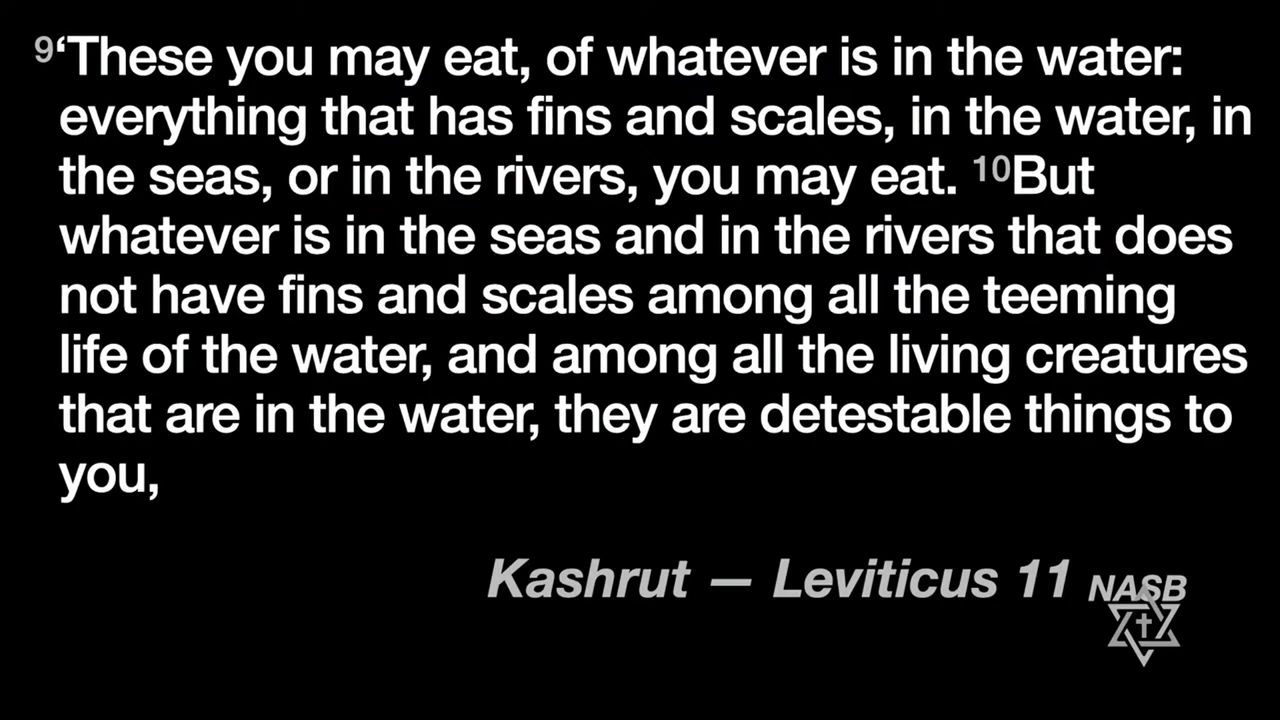 9‘These you may eat, of whatever is in the water:
everything that has fins and scales, in the water, in
the seas, or in the rivers, you may eat. 10But
whatever is in the seas and in the rivers that does
not have fins and scales among all the teeming
life of the water, and among all the living creatures
that are in the water, they are detestable things to
you,
Kashrut — Leviticus 11 NASB